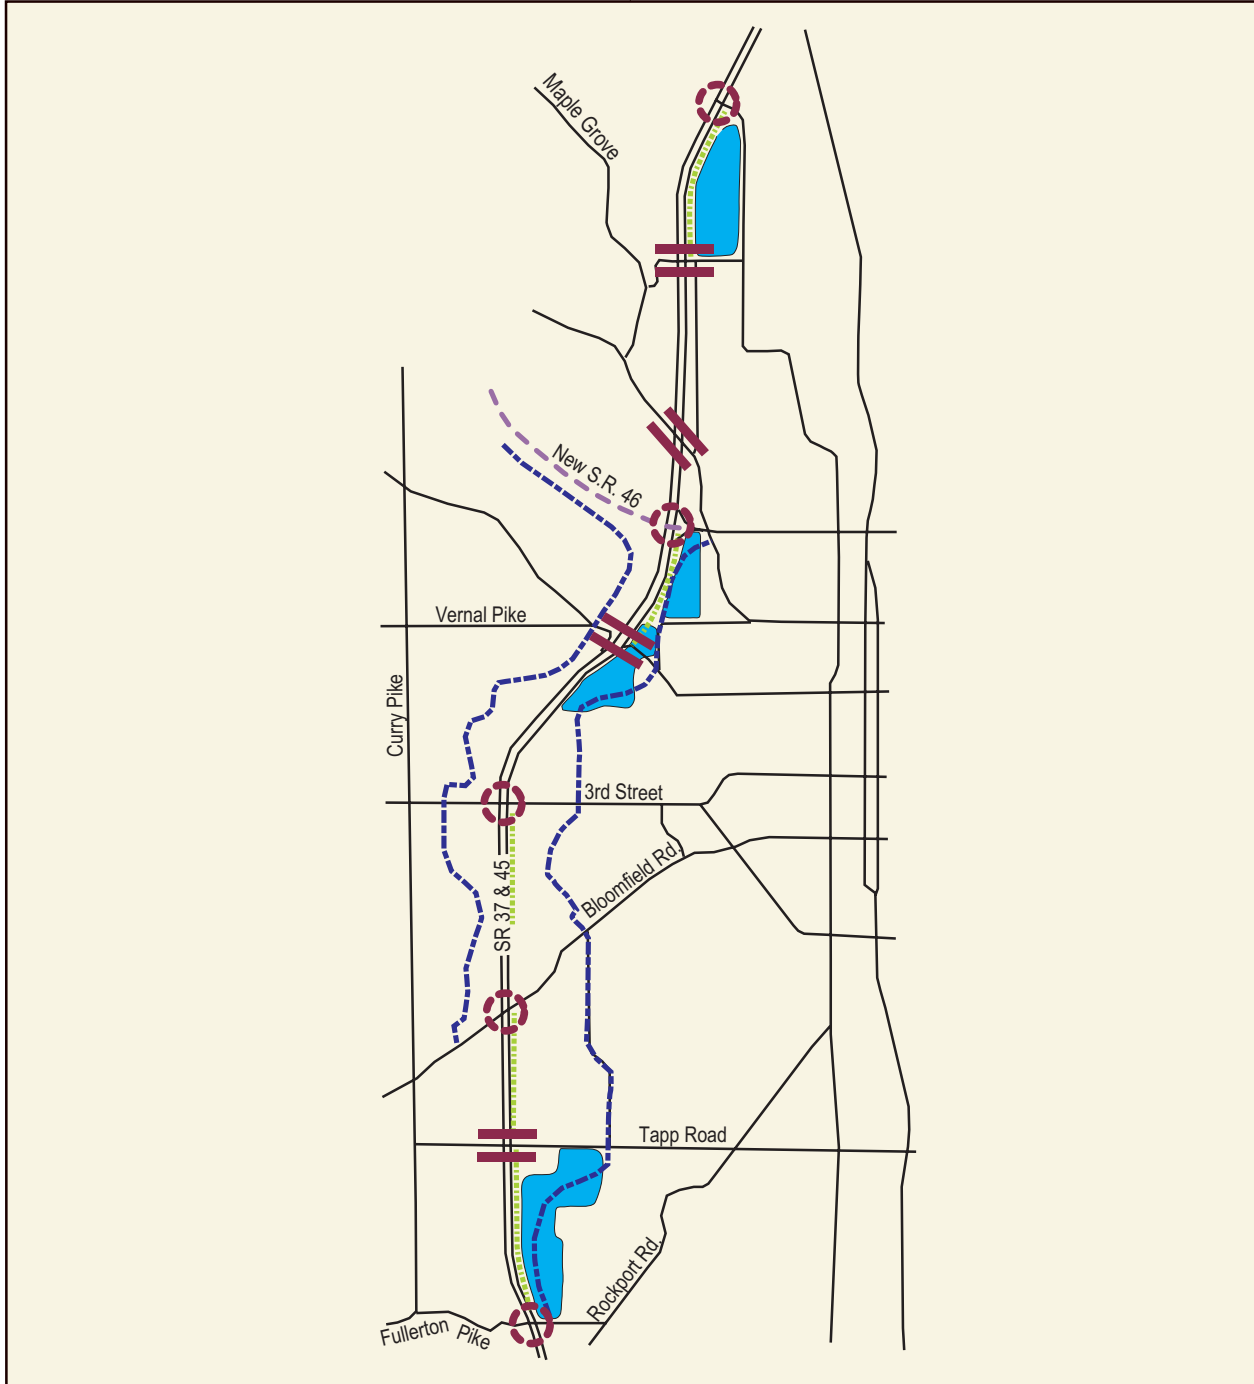 Maple Grove
New S.R. 46
Vernal Pike
Curry Pike
3rd Street
Bloomfield Rd.
SR 37 & 45
Tapp Road
Rockport Rd.
Fullerton Pike